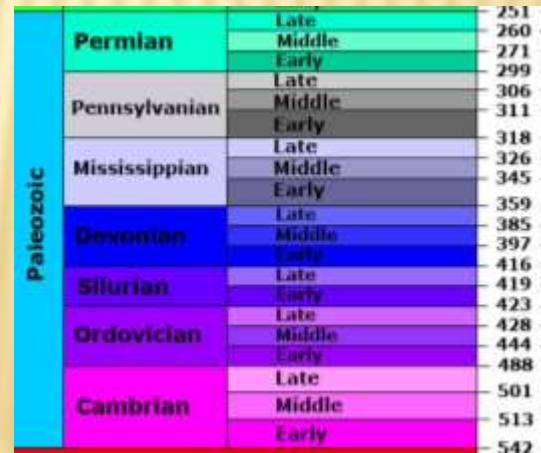 Paleozoic
Permian
Late
Middle
Early
Pennsylvanian
Late
Middle
Early
Mississippian
Late
Middle
Early
Devonian
Late
Middle
Early
Silurian
Late
Early
Ordovician
Late
Middle
Early
Cambrian
Late
Middle
Early
251
260
271
299
306
311
318
326
345
359
385
397
416
419
423
428
444
488
501
513
542